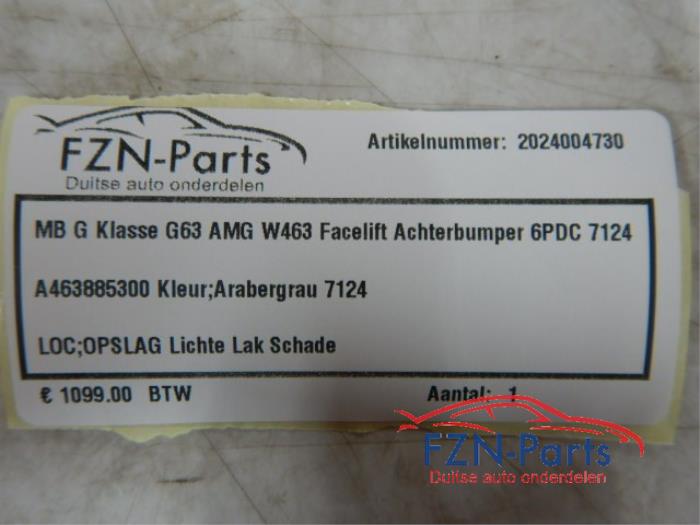 FZN-Parts
Duitse auto onderdelen
Artikelnummer: 2024004730
MB G Klasse G63 AMG W463 Facelift Achterbumper 6PDC 7124
A463885300 Kleur;Arabergrau 7124
LOC;OPSLAG Lichte Lak Schade
€ 1099.00 BTW Aantal: 1
FZN-Parts
Duitse auto onderdelen